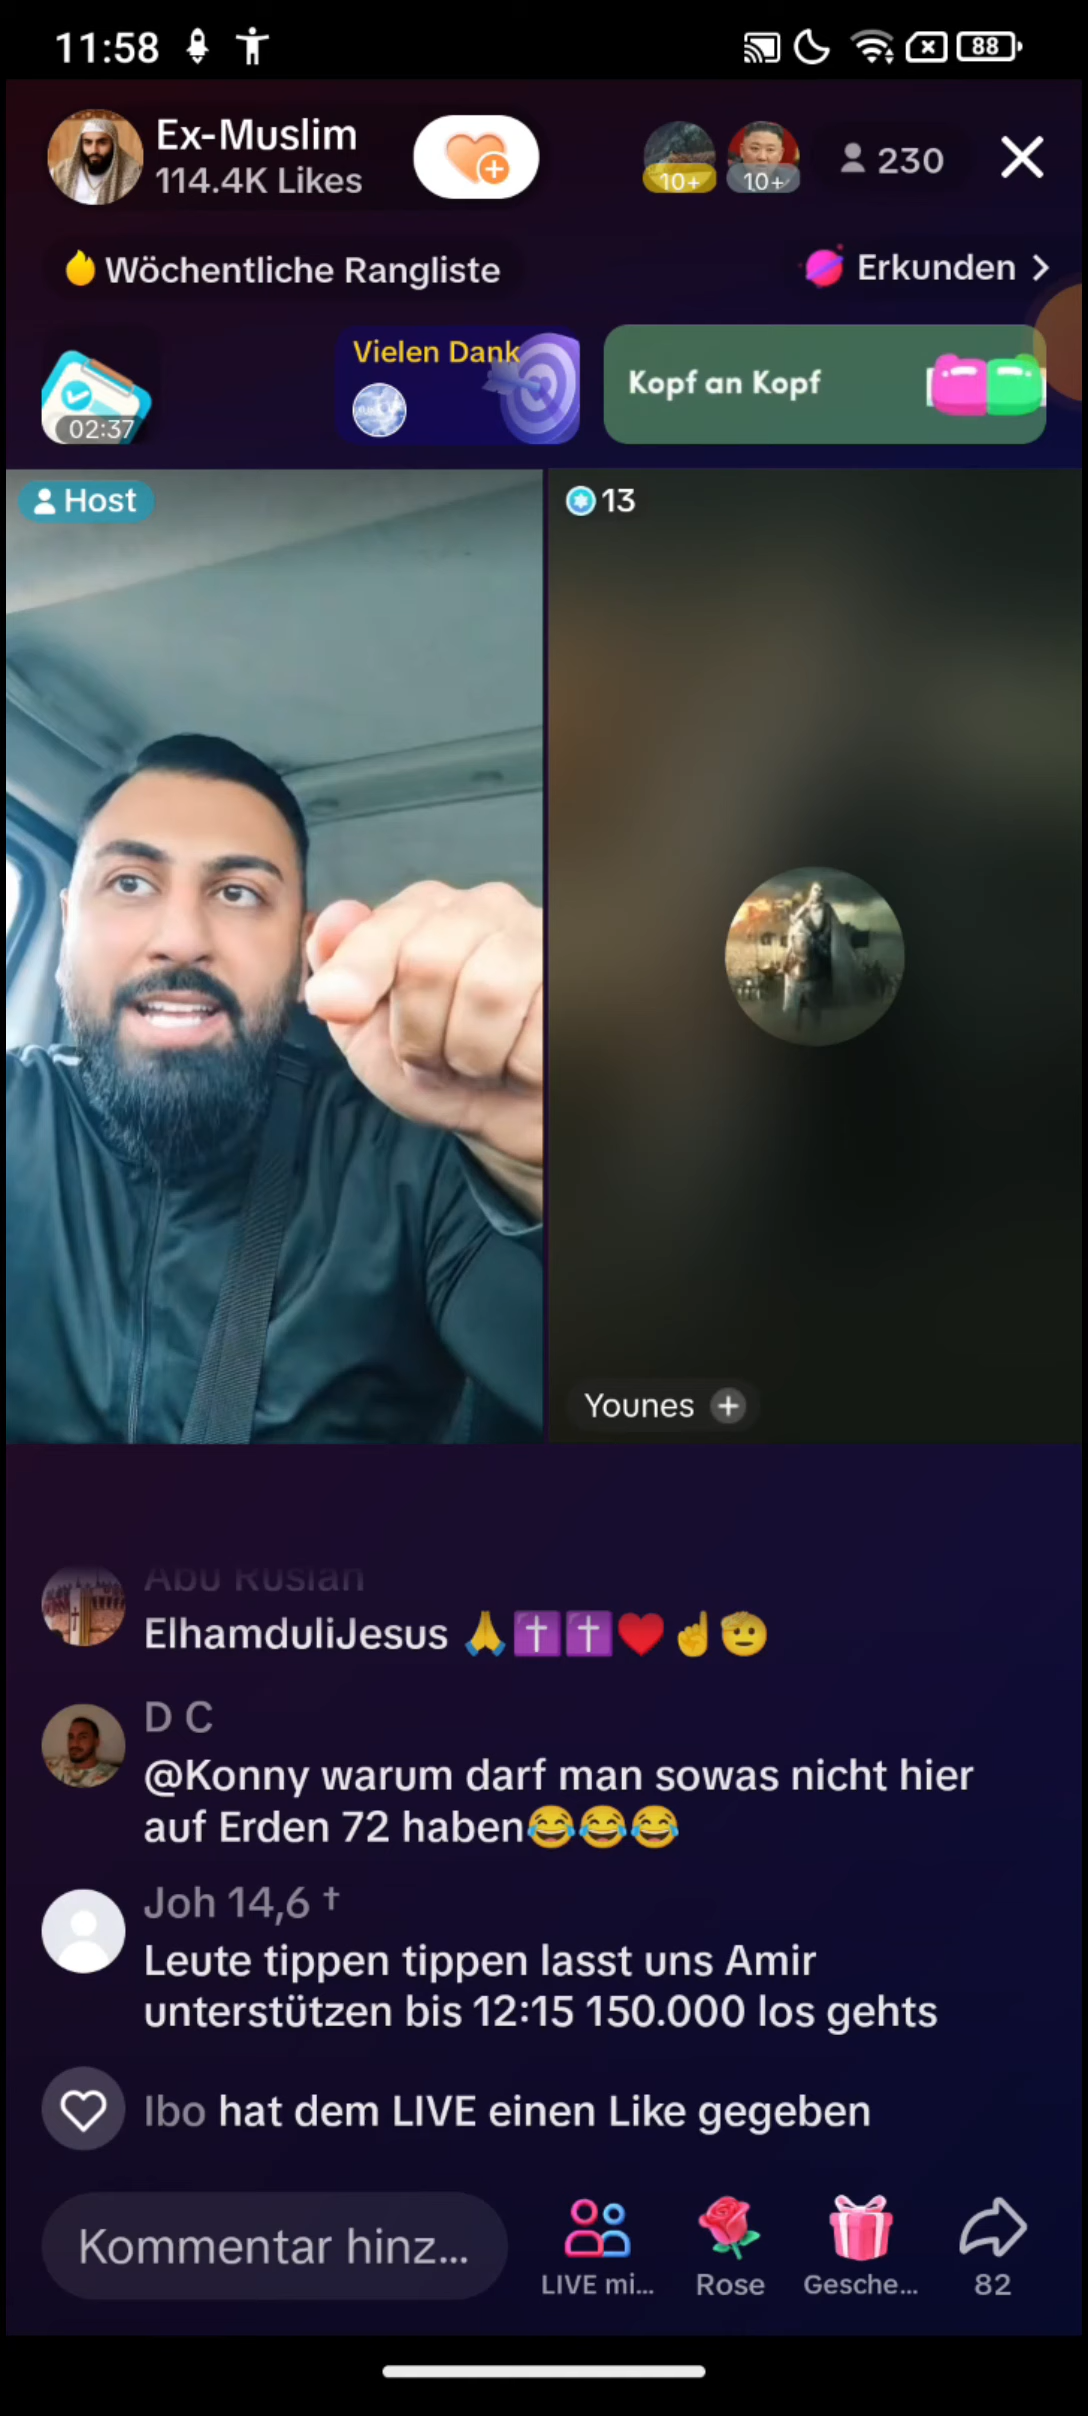 11:58
88
Ex-Muslim
114.4K Likes
10+
10+
230
Wöchentliche Rangliste
Erkunden >
02:37
Vielen Dank
Kopf an Kopf
Host
13
Younes +
Abu Ruslan
ElhamduliJesus 🙏✝️✝️❤️☝️🫡
D C
@Konny warum darf man sowas nicht hier
auf Erden 72 haben😂😂😂
Joh 14,6 †
Leute tippen tippen lasst uns Amir
unterstützen bis 12:15 150.000 los gehts
Ibo hat dem LIVE einen Like gegeben
Kommentar hinz...
LIVE mi...
Rose
Gesche...
82